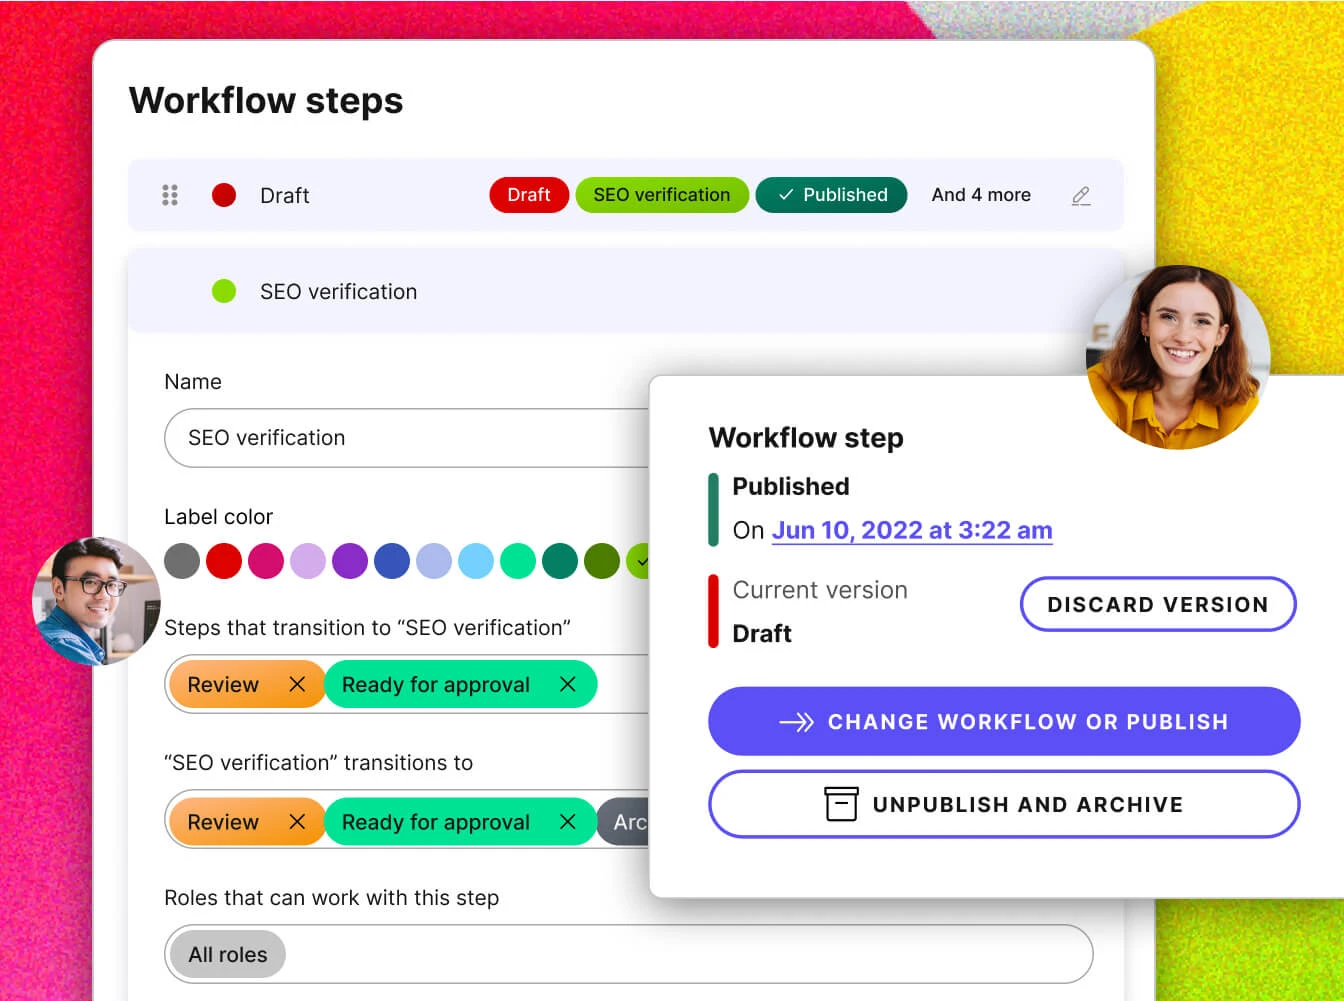 Workflow steps
Draft Draft SEO verification Published And 4 more
SEO verification
Name
SEO verification
Label color
Steps that transition to “SEO verification”
Review Ready for approval
“SEO verification” transitions to
Review Ready for approval Arc
Roles that can work with this step
All roles
Workflow step
Published
On Jun 10, 2022 at 3:22 am
Current version
Draft
DISCARD VERSION
CHANGE WORKFLOW OR PUBLISH
UNPUBLISH AND ARCHIVE